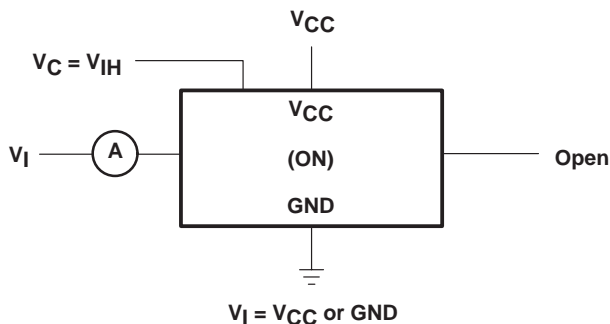 VCC
VC = VIH
VCC
VI
A
(ON)
Open
GND
VI = VCC or GND